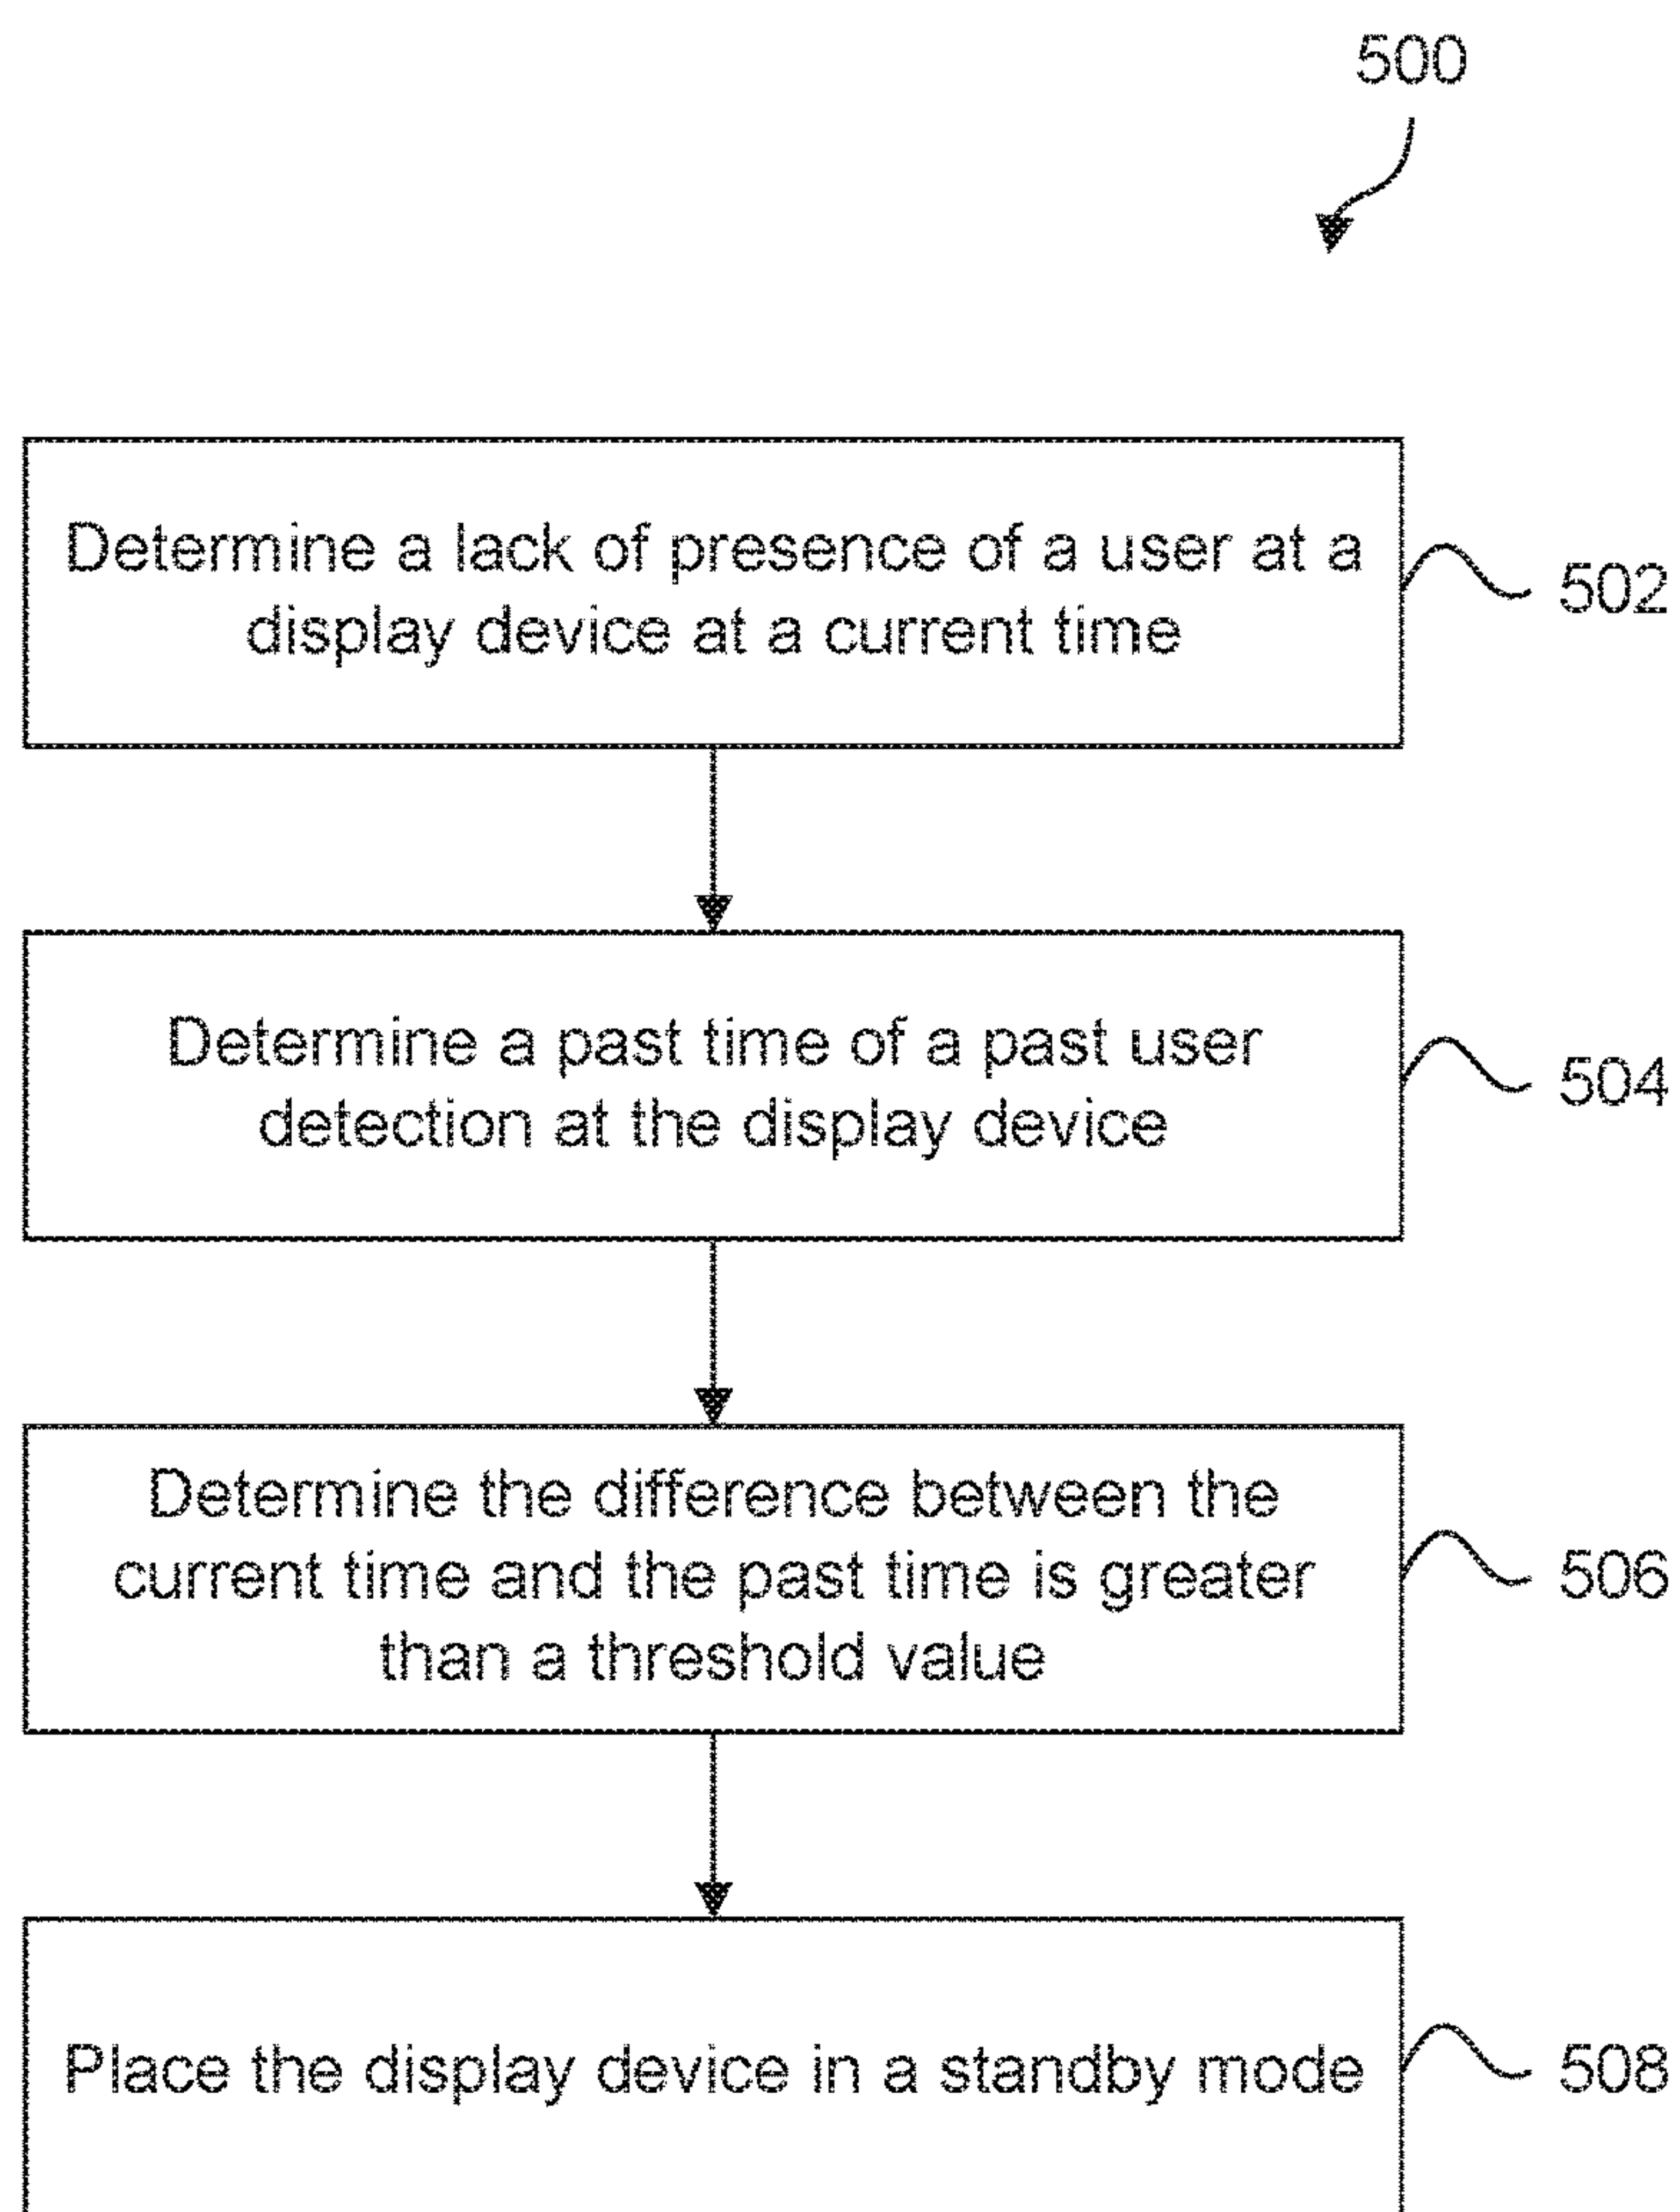 500
Determine a lack of presence of a user at a
display device at a current time
502
Determine a past time of a past user
detection at the display device
504
Determine the difference between the
current time and the past time is greater
than a threshold value
506
Place the display device in a standby mode
508